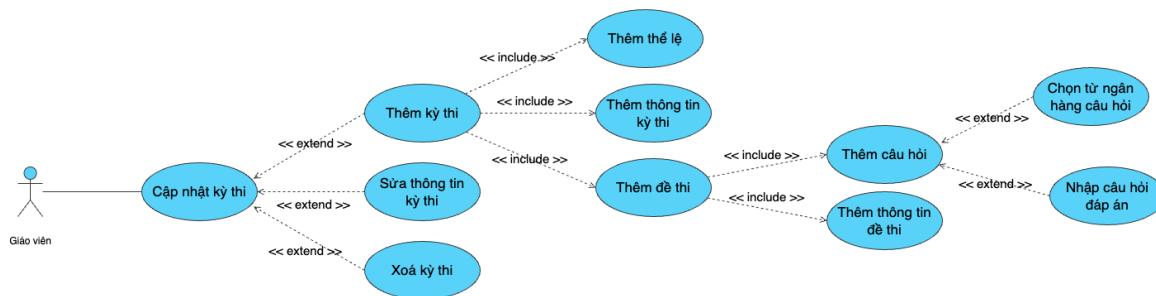 Thêm thể lệ
<< include >>
Thêm kỳ thi
<< include >>
Thêm thông tin
kỳ thi
Chọn từ ngân
hàng câu hỏi
<< extend >>
<< extend >>
<< include >>
Thêm câu hỏi
<< include >>
Giáo viên
Cập nhật kỳ thi
Sửa thông tin
kỳ thi
<< extend >>
Thêm đề thi
<< include >>
Thêm thông tin
đề thi
<< extend >>
Nhập câu hỏi
đáp án
<< extend >>
Xoá kỳ thi